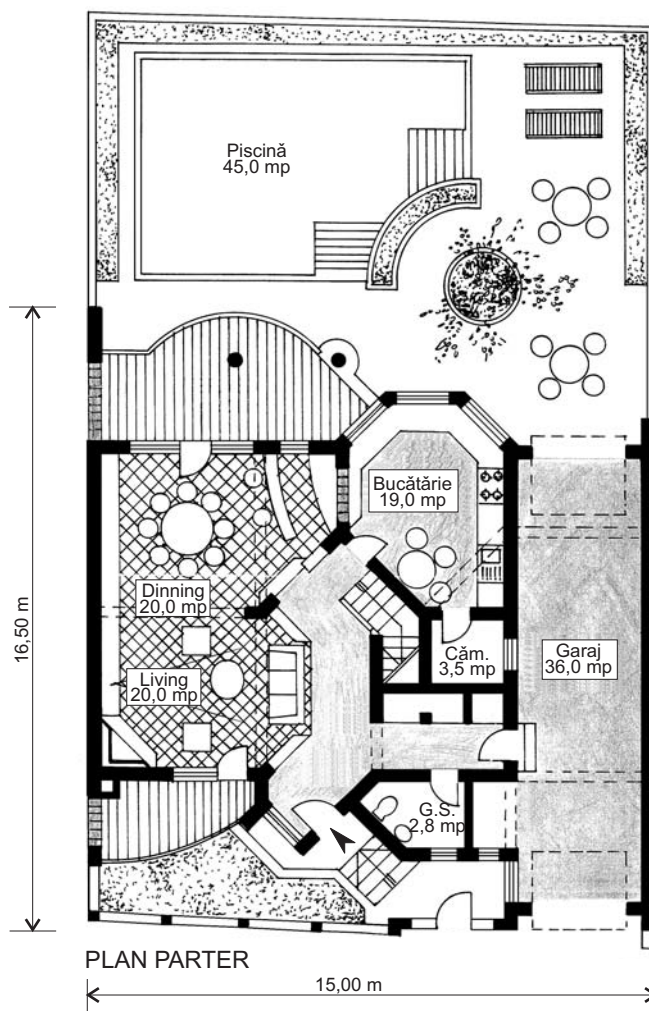 Piscină
45,0 mp
Bucătărie
19,0 mp
Dinning
20,0 mp
Living
20,0 mp
Căm.
3,5 mp
Garaj
36,0 mp
G.S.
2,8 mp
16,50 m
PLAN PARTER
15,00 m